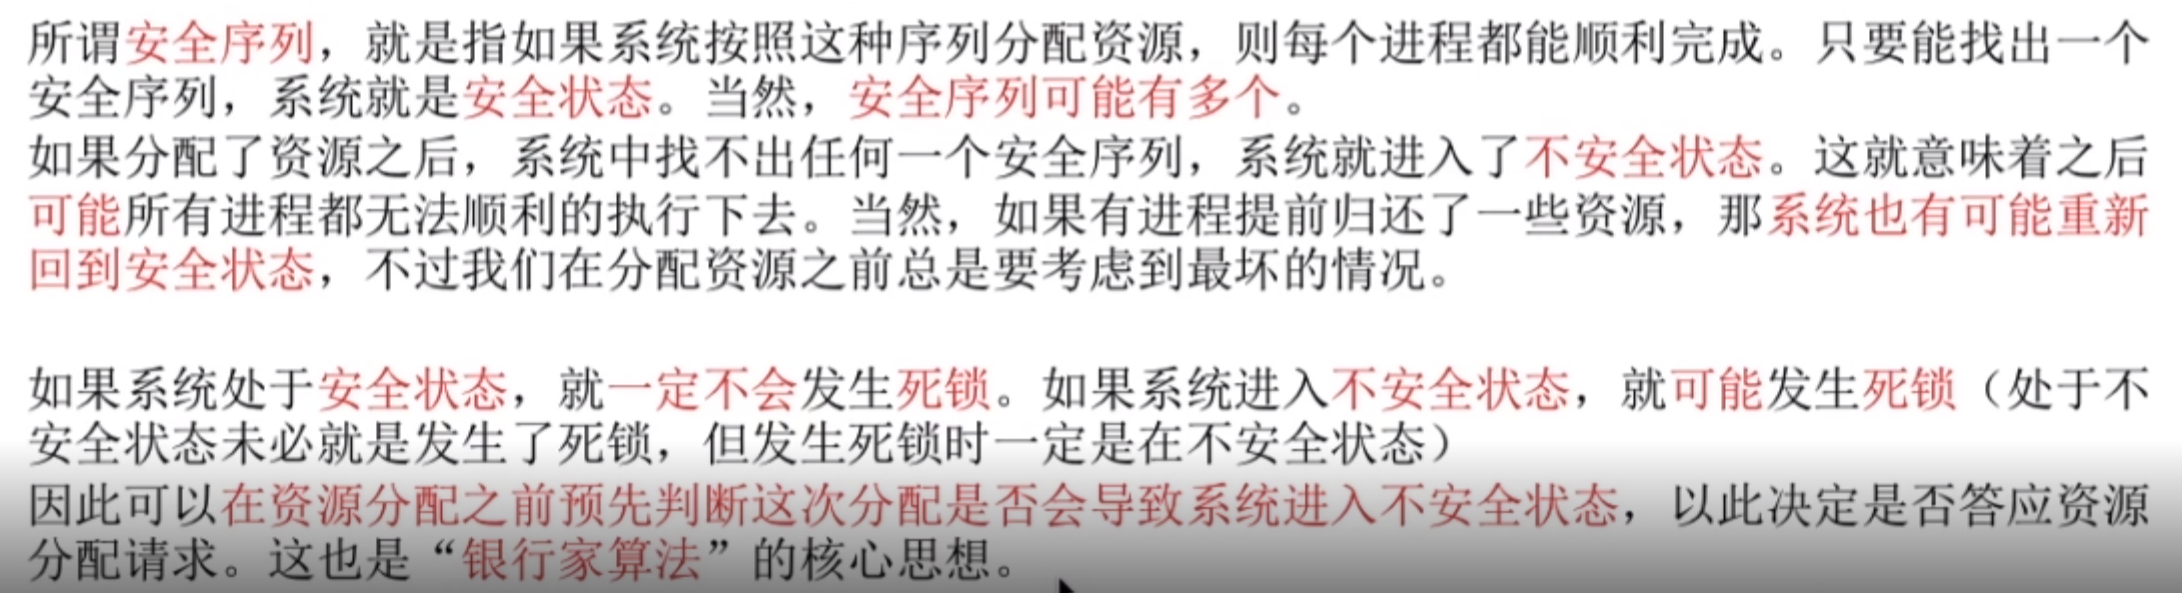 所谓安全序列，就是指如果系统按照这种序列分配资源，则每个进程都能顺利完成。只要能找出一个
安全序列，系统就是安全状态。当然，安全序列可能有多个。
如果分配了资源之后，系统中找不出任何一个安全序列，系统就进入了不安全状态。这就意味着之后
可能所有进程都无法顺利的执行下去。当然，如果有进程提前归还了一些资源，那系统也有可能重新
回到安全状态，不过我们在分配资源之前总是要考虑到最坏的情况。
如果系统处于安全状态，就一定不会发生死锁。如果系统进入不安全状态，就可能发生死锁（处于不
安全状态未必就是发生了死锁，但发生死锁时一定是在不安全状态）
因此可以在资源分配之前预先判断这次分配是否会导致系统进入不安全状态，以此决定是否答应资源
分配请求。这也是“银行家算法”的核心思想。